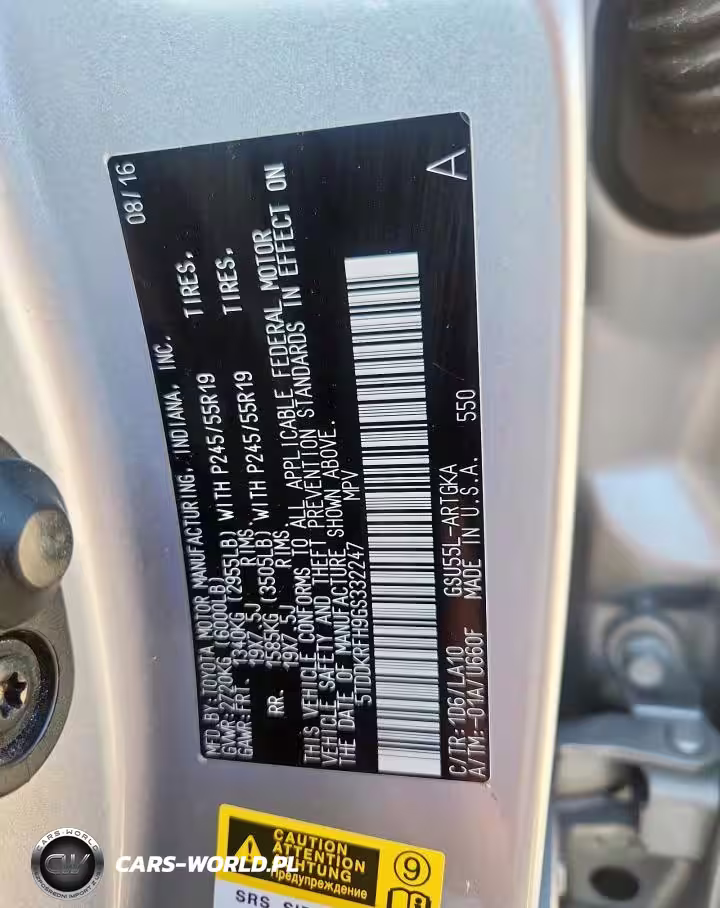 MFD BY: TOYOTA MOTOR MANUFACTURING, INDIANA, INC. 08/16
GVWR:2720KG (6000LB)
GAWR:FRT. 1340KG (2955LB) WITH P245/55R19 TIRES,
19X7.5J RIMS.
RR. 1585KG (3505LB) WITH P245/55R19 TIRES,
19X7.5J RIMS.
THIS VEHICLE CONFORMS TO ALL APPLICABLE FEDERAL MOTOR
VEHICLE SAFETY AND THEFT PREVENTION STANDARDS IN EFFECT ON
THE DATE OF MANUFACTURE SHOWN ABOVE.
5TDDKRFH9GS332247 MPV
C/TR:1D6/LA10 GSU55L-ARTGKA 550
A/TM:-01A/U660F MADE IN U.S.A.
A
CAUTION
ATTENTION
ACHTUNG
Предупреждение
9
SRS
CARS-WORLD
CW
CARS-WORLD.PL